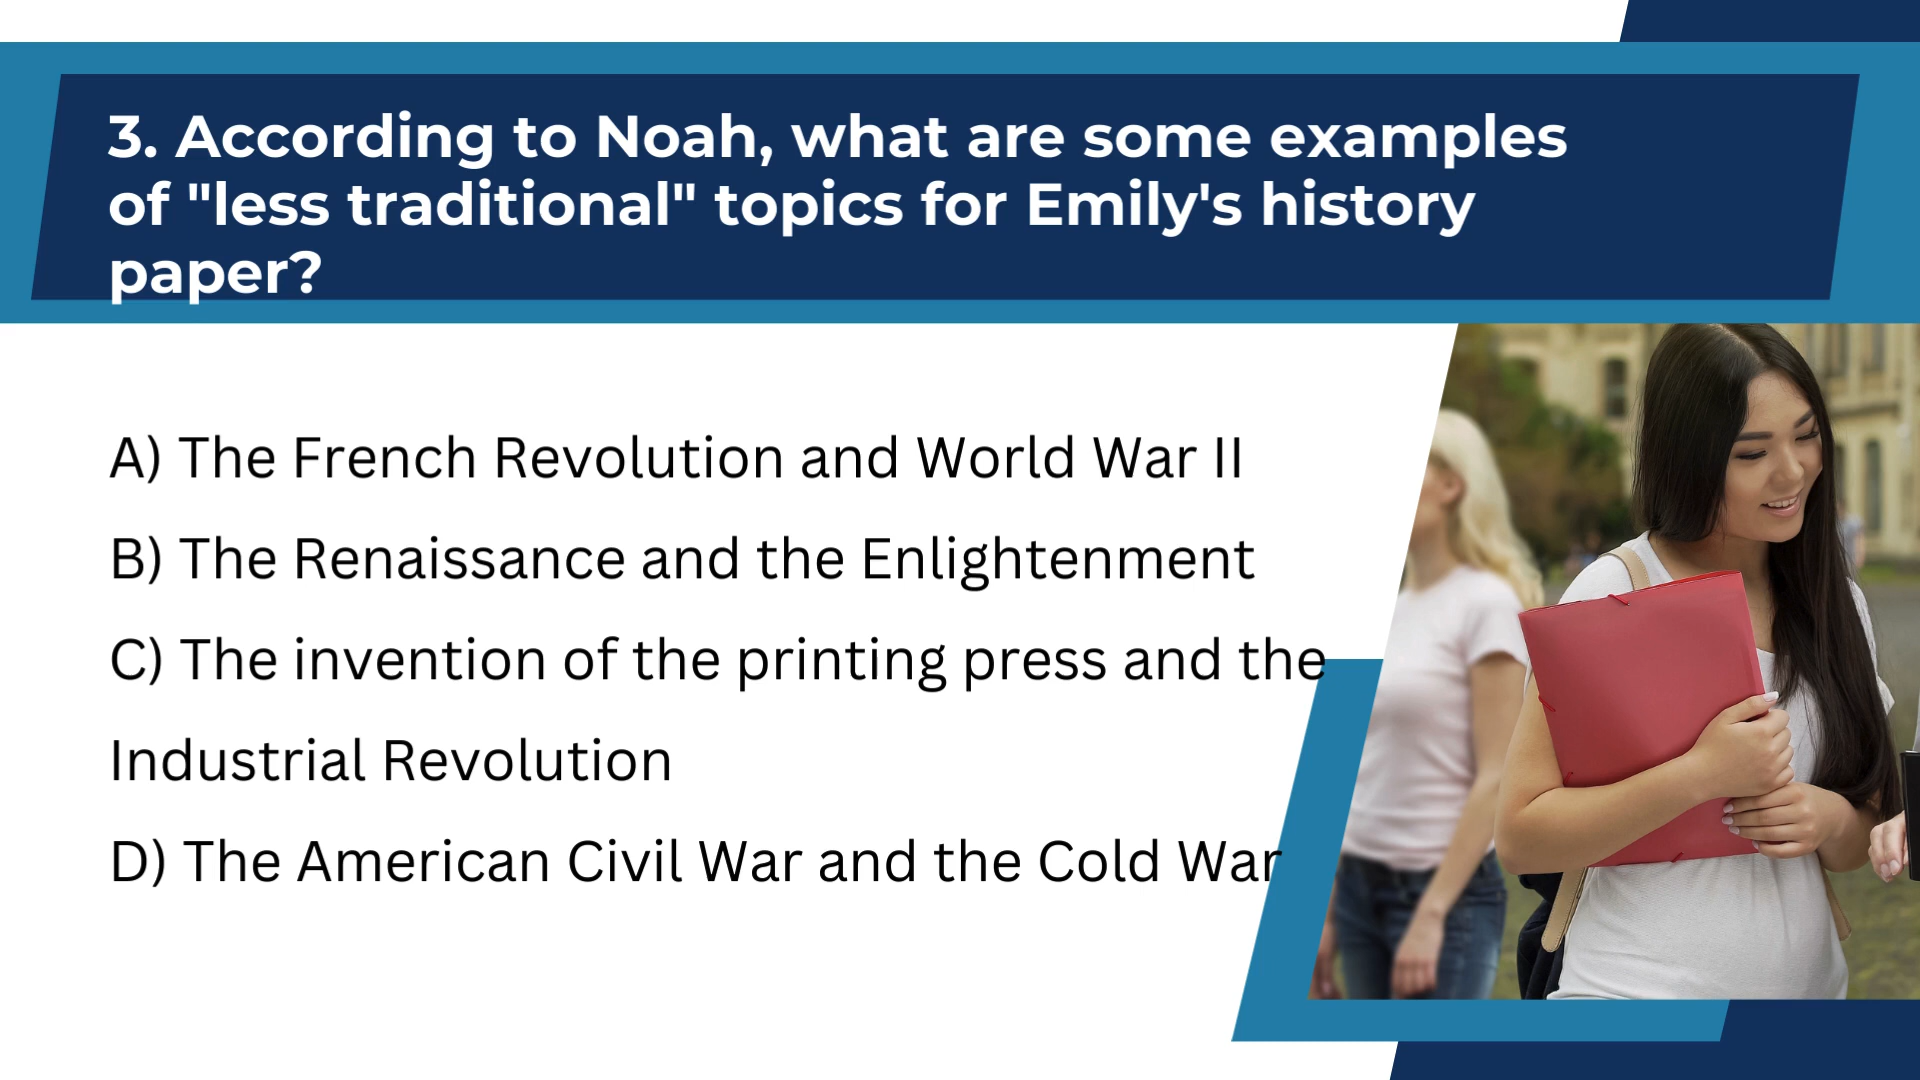 3. According to Noah, what are some examples
of "less traditional" topics for Emily's history
paper?
A) The French Revolution and World War II
B) The Renaissance and the Enlightenment
C) The invention of the printing press and the
Industrial Revolution
D) The American Civil War and the Cold War